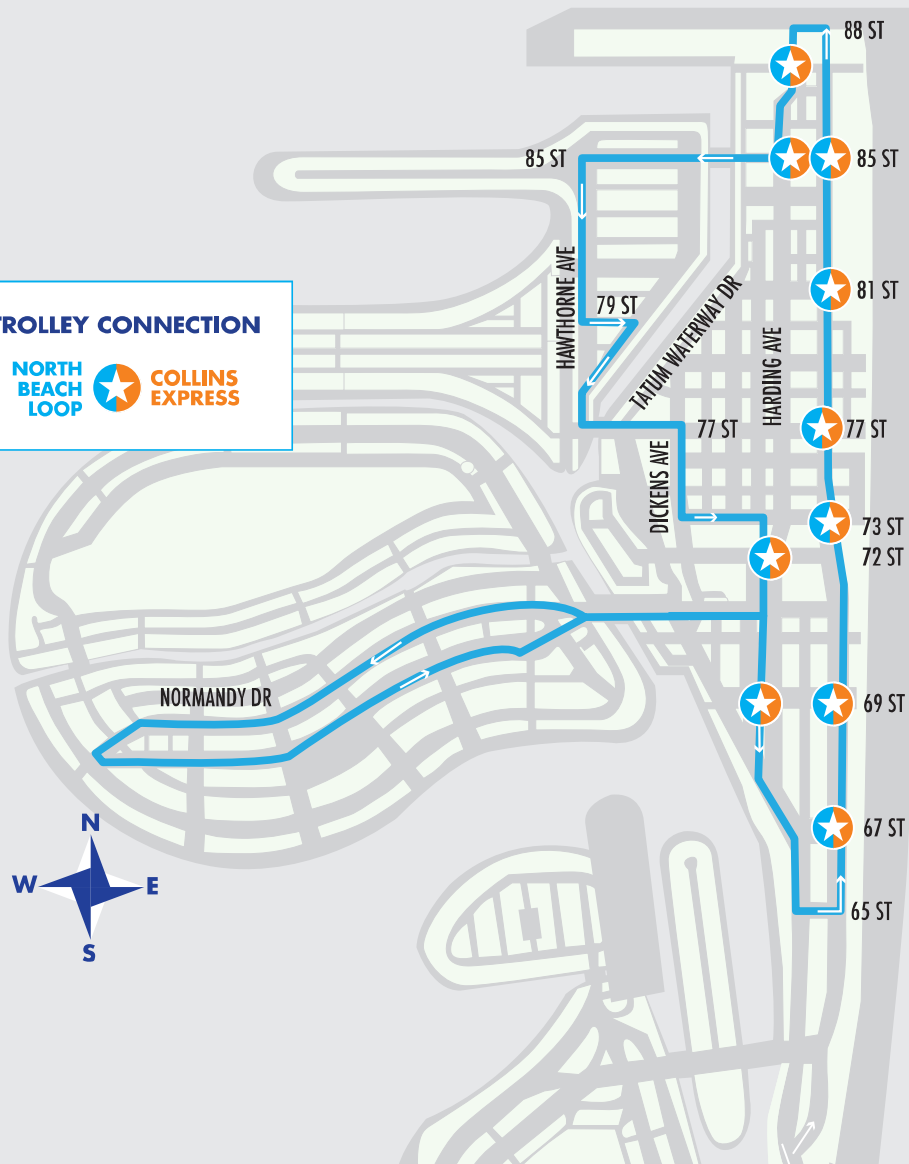 88 ST
85 ST
85 ST
HAWTHORNE AVE
81 ST
79 ST
TATUM WATERWAY DR
TROLLEY CONNECTION
HARDING AVE
NORTH
BEACH
LOOP
COLLINS
EXPRESS
77 ST
77 ST
DICKENS AVE
73 ST
72 ST
NORMANDY DR
69 ST
N
67 ST
W
E
S
65 ST